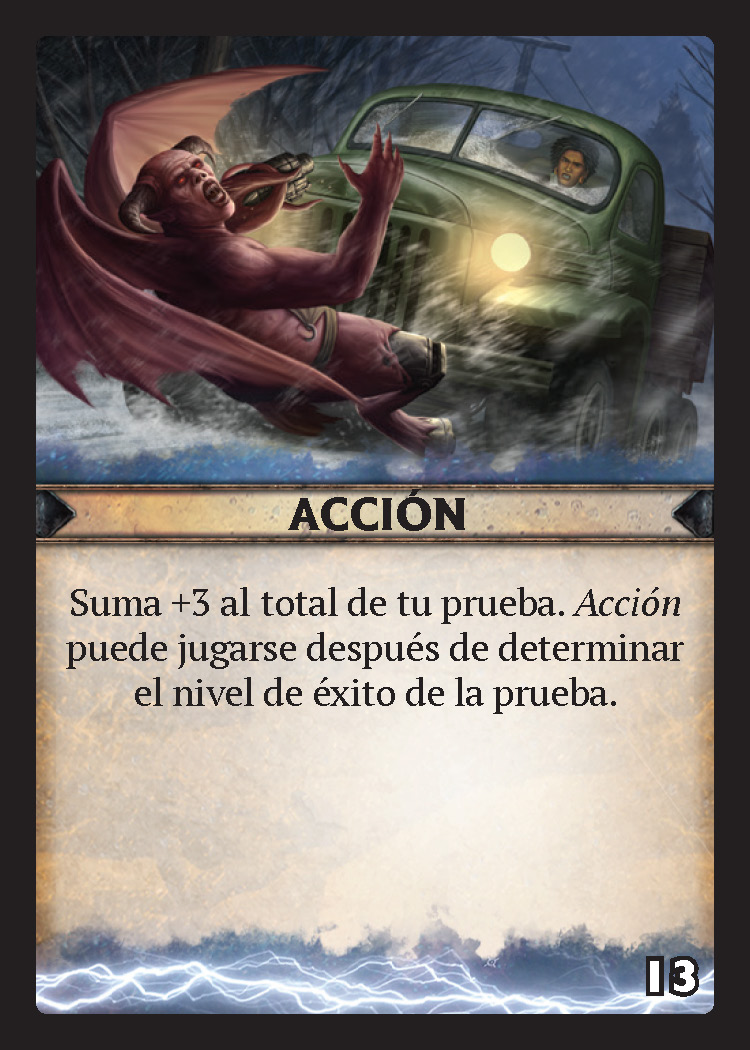 ACCIÓN
Suma +3 al total de tu prueba. Acción
puede jugarse después de determinar
el nivel de éxito de la prueba.
13